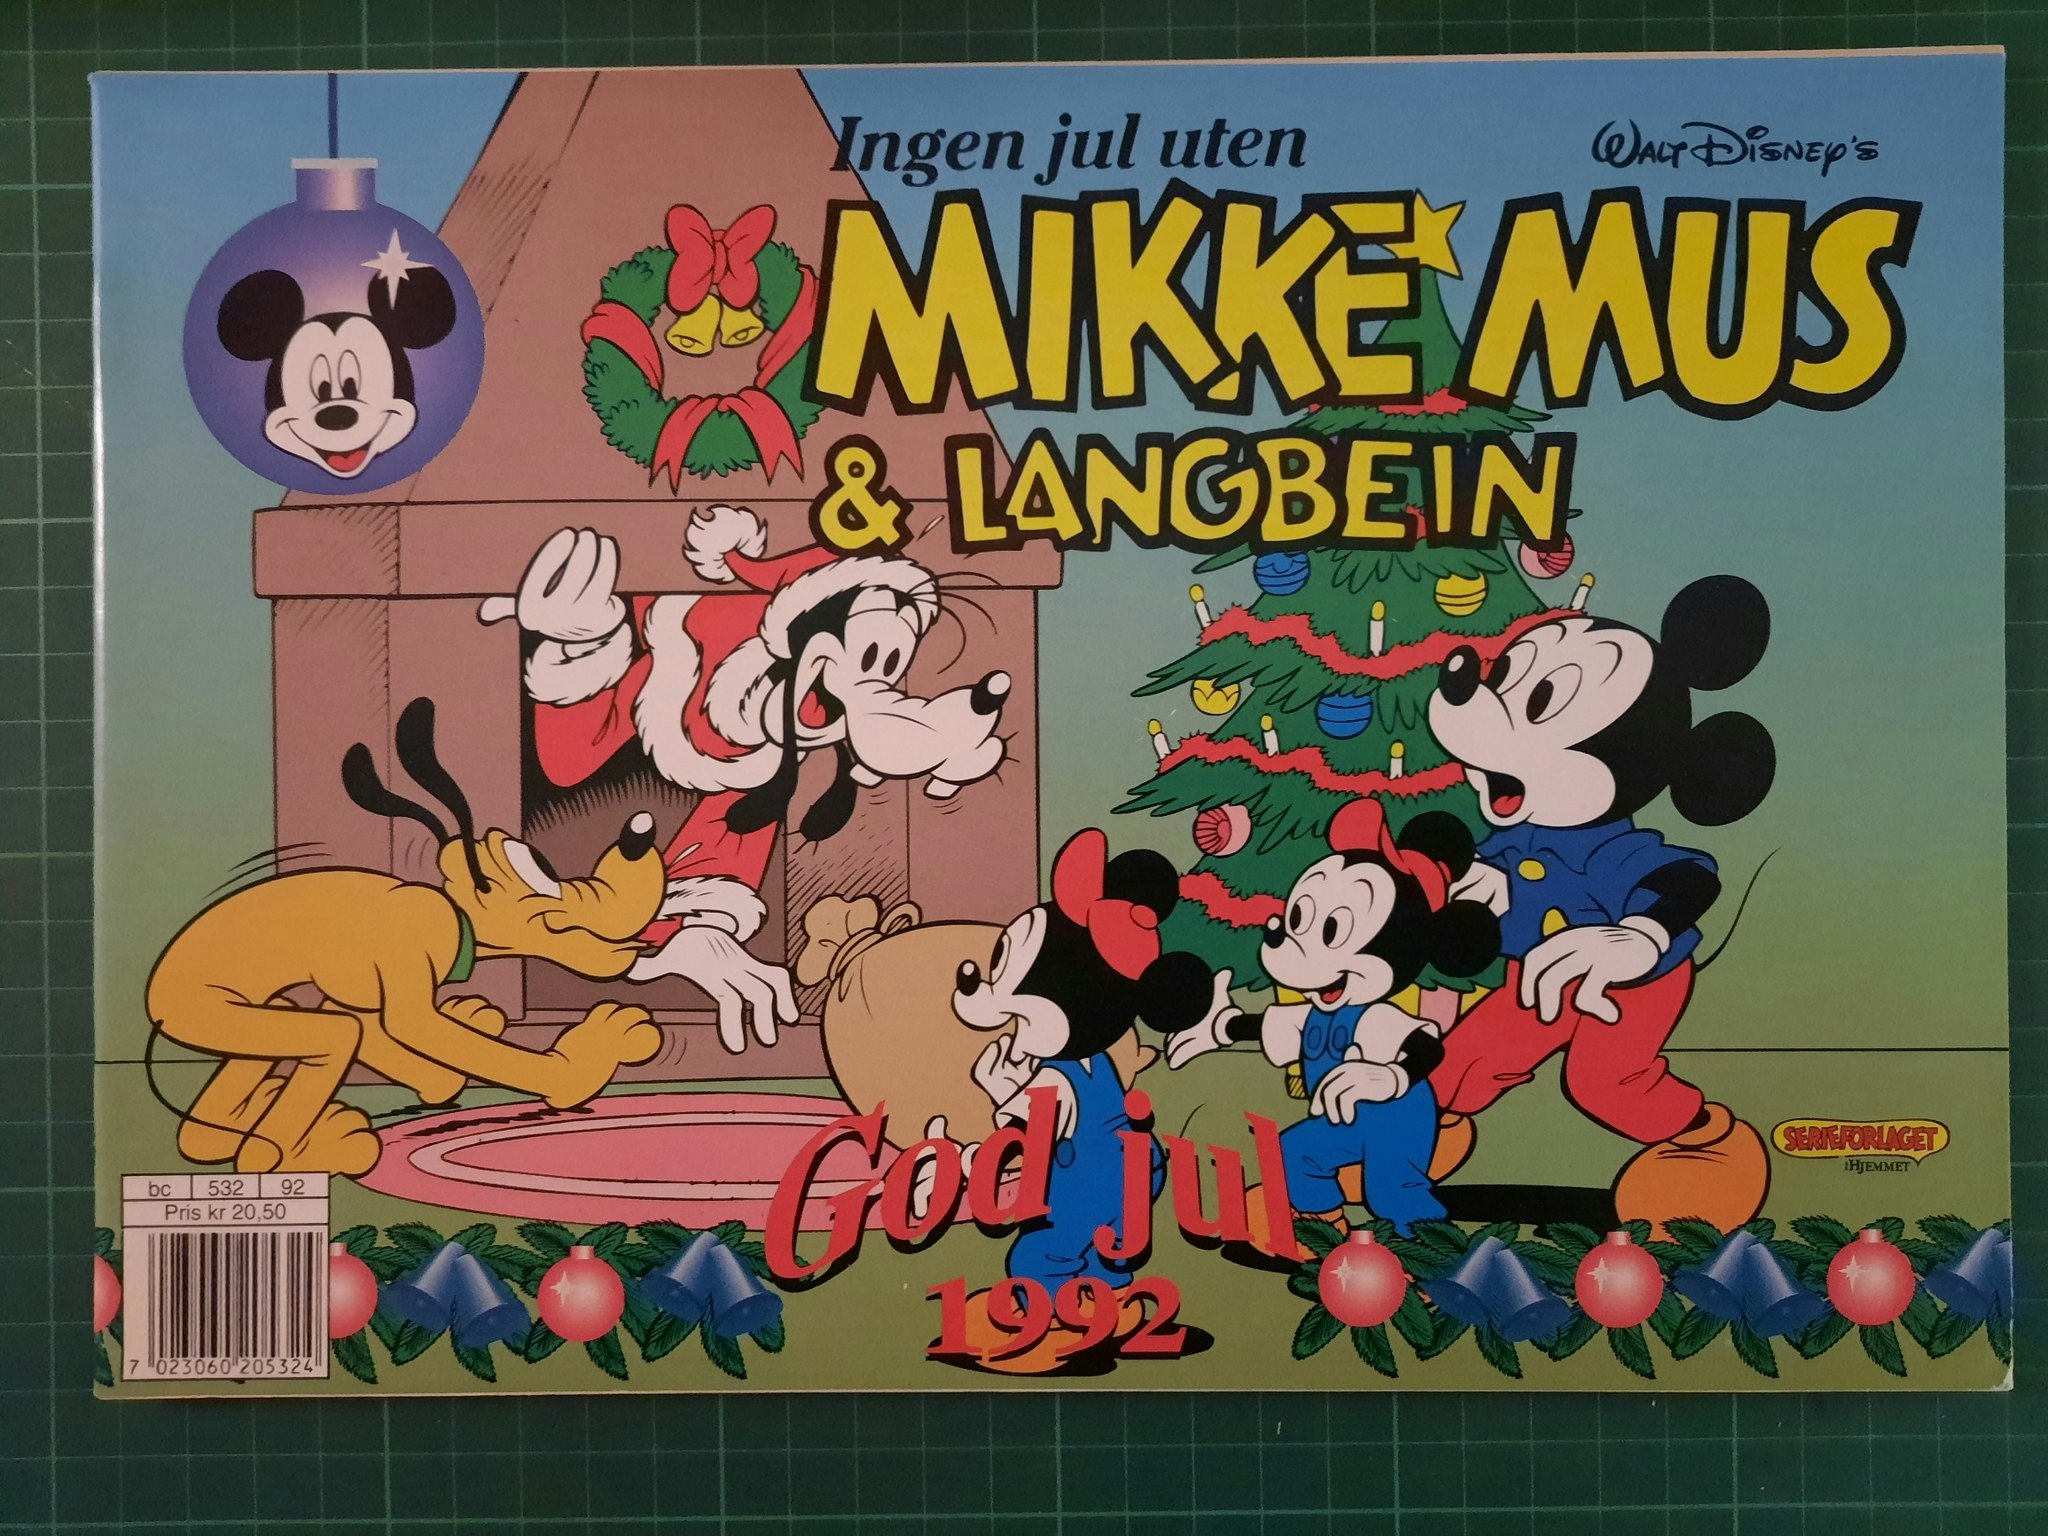 Ingen jul uten
WALT DISNEY'S
MIKKE MUS
& LANGBEIN
God jul
1992
SERIEFORLAGET
HJEMMET
bc 532 92
Pris kr 20,50
7 023060 205324